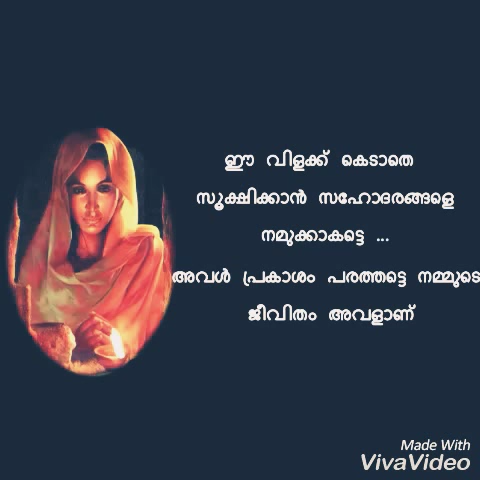 ഈ വിളക്ക് കെടാതെ
സൂക്ഷിക്കാൻ സഹോദരങ്ങളെ
നമുക്കാകട്ടെ ...
അവൾ പ്രകാശം പരത്തട്ടെ നമ്മുടെ
ജീവിതം അവളാണ്
Made With
VivaVideo